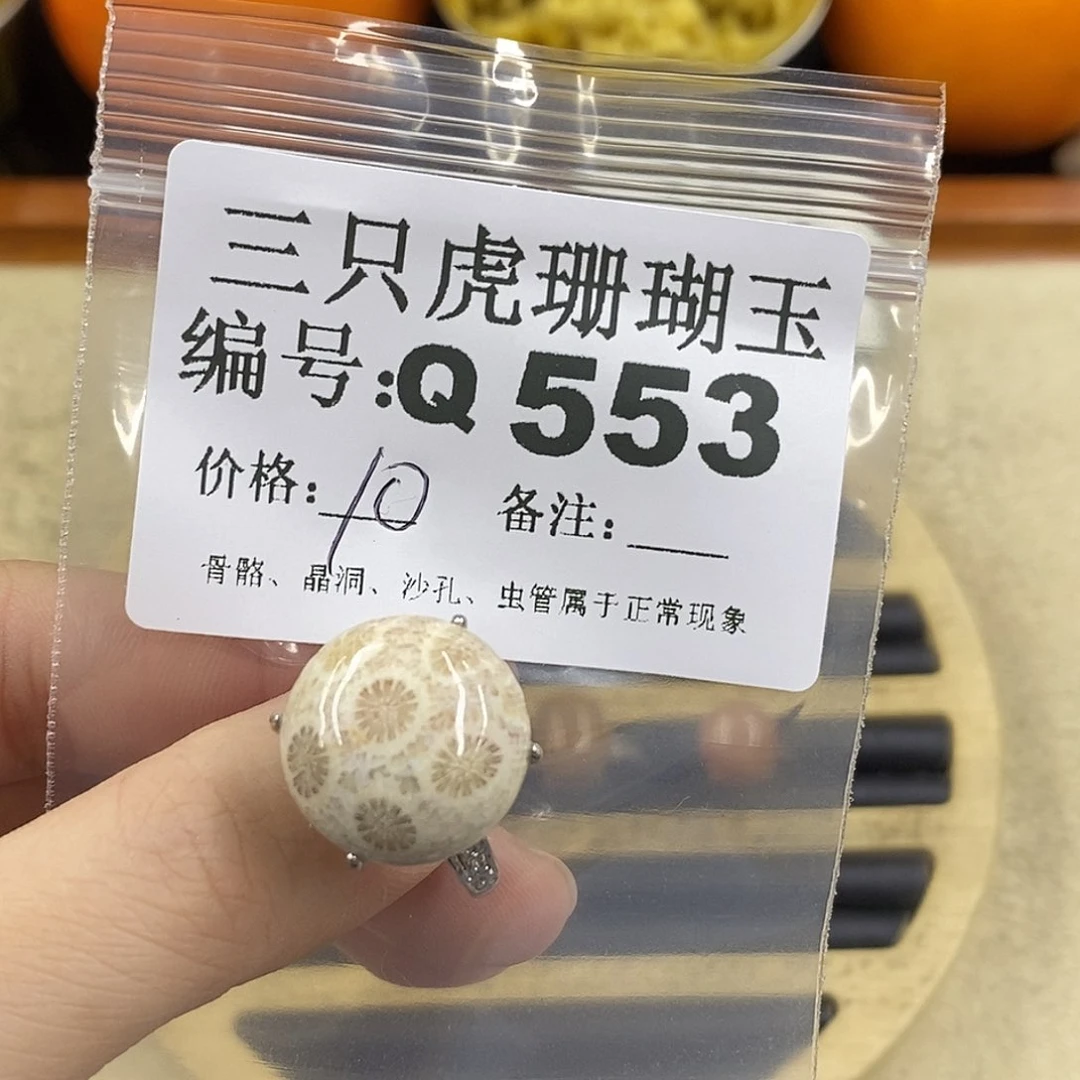 三只虎珊瑚玉
编号:Q 553
价格:10 备注:____
骨骼、晶洞、沙孔、虫管属于正常现象